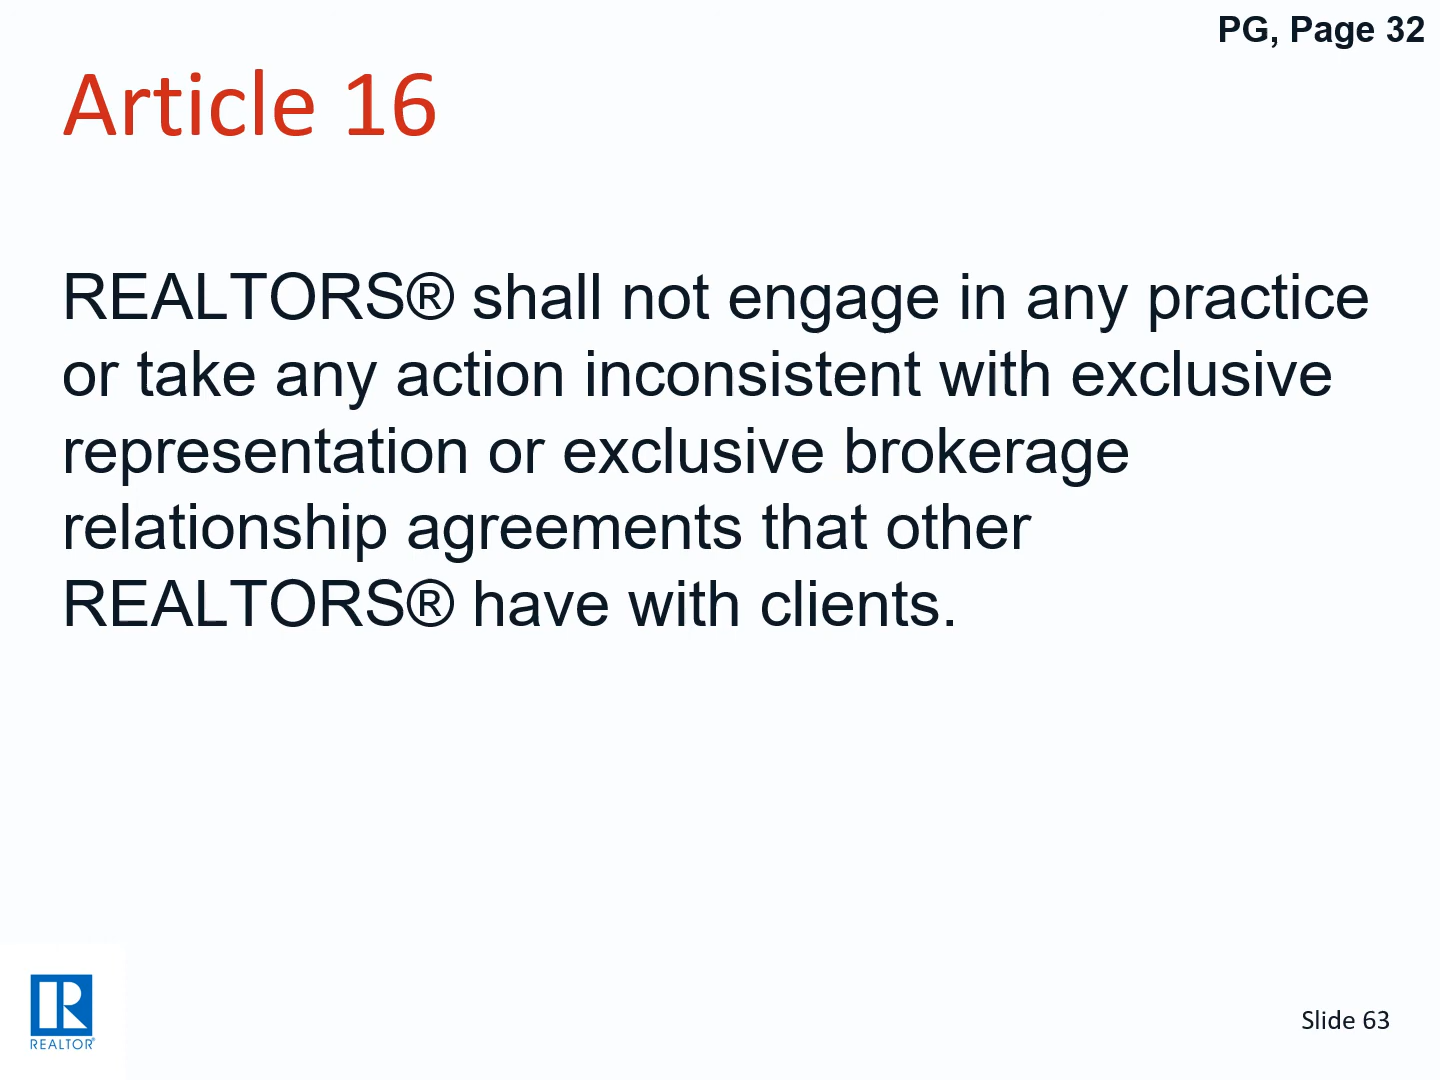 PG, Page 32
Article 16
REALTORS® shall not engage in any practice
or take any action inconsistent with exclusive
representation or exclusive brokerage
relationship agreements that other
REALTORS® have with clients.
REALTOR®
Slide 63